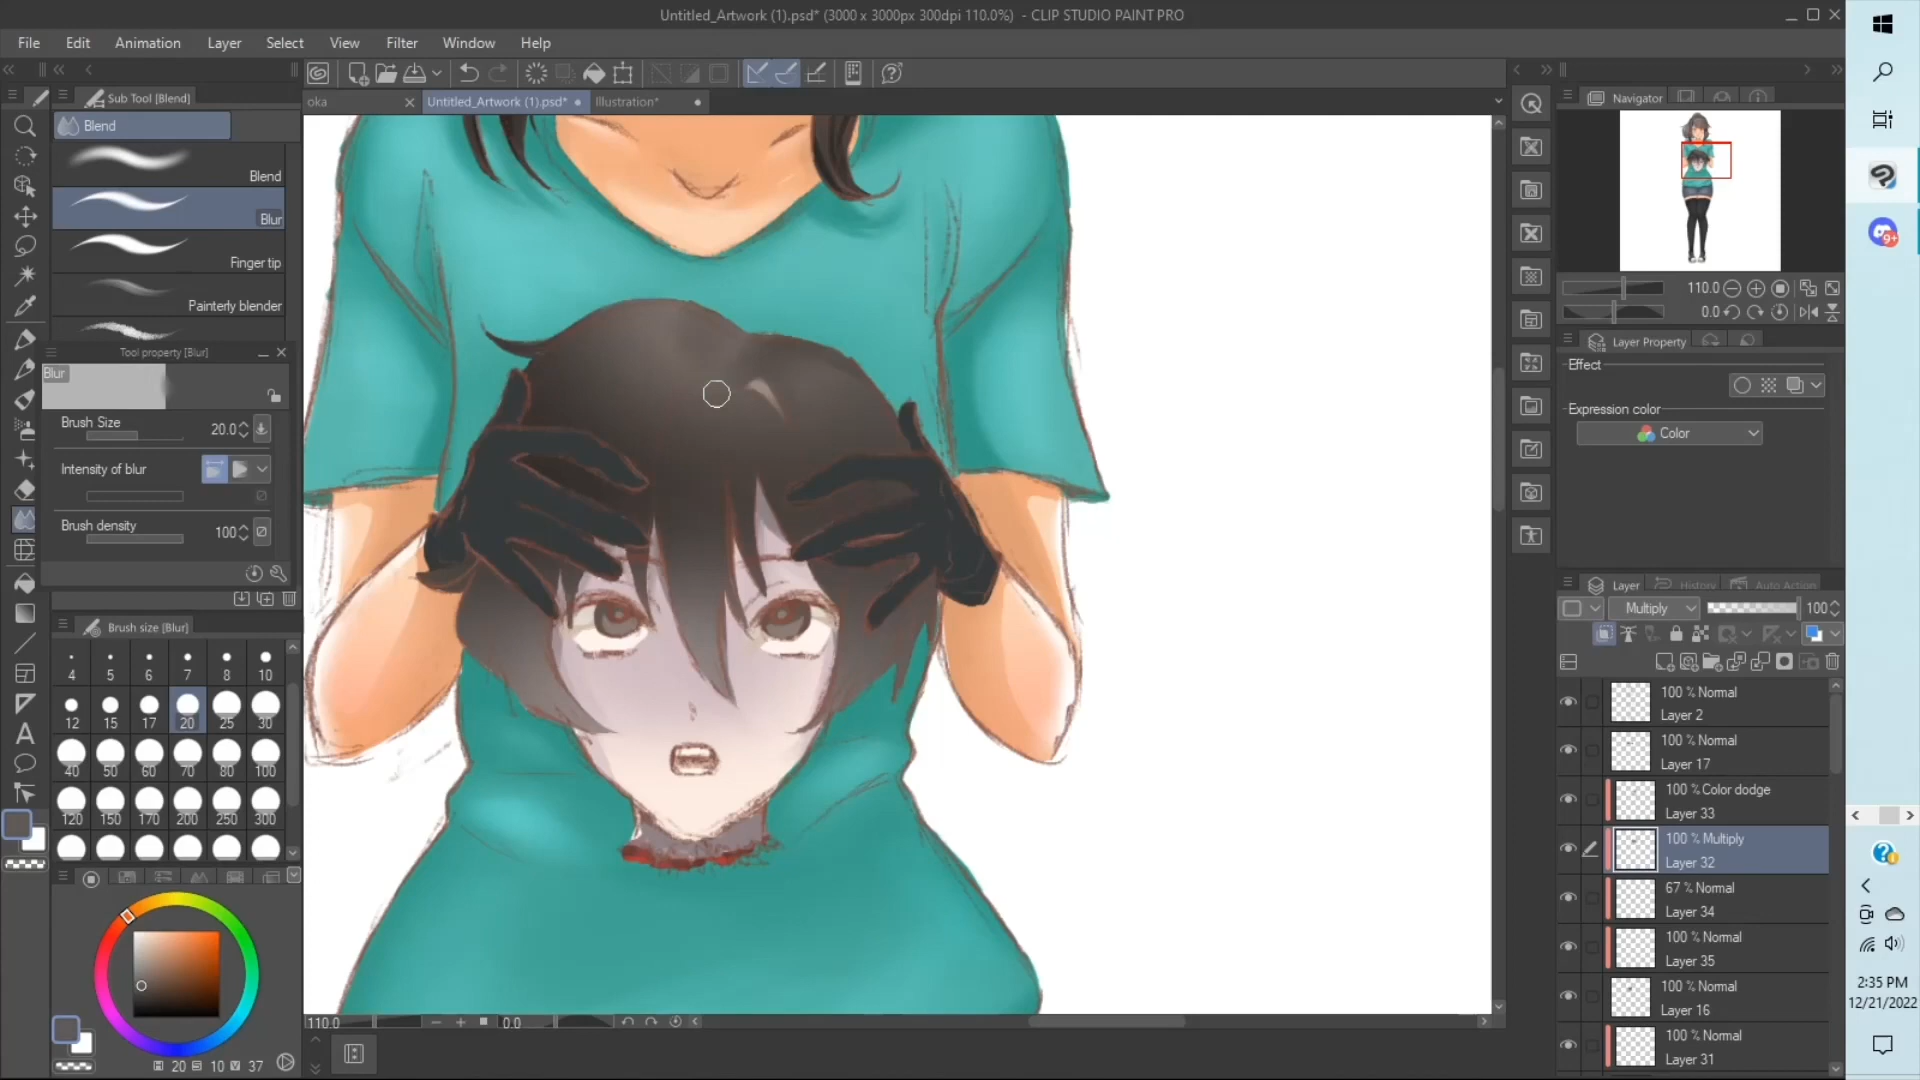 Untitled_Artwork (1).psd* (3000 x 3000px 300dpi 110.0%) - CLIP STUDIO PAINT PRO
File Edit Animation Layer Select View Filter Window Help
Sub Tool [Blend]
Blend
Blend
Blur
Finger tip
Painterly blender
Tool property [Blur]
Blur
Brush Size 20.0
Intensity of blur
Brush density 100
Brush size [Blur]
4 5 6 7 8 10
12 15 17 20 25 30
40 50 60 70 80 100
120 150 170 200 250 300
H 20 S 10 V 37
oka
Untitled_Artwork (1).psd*
Illustration*
110.0 0.0
Navigator
110.0
0.0
Layer Property
Effect
Expression color
Color
Layer History Auto Action
Multiply 100
100 % Normal
Layer 2
100 % Normal
Layer 17
100 % Color dodge
Layer 33
100 % Multiply
Layer 32
67 % Normal
Layer 34
100 % Normal
Layer 35
100 % Normal
Layer 16
100 % Normal
Layer 31
9+
2:35 PM
12/21/2022